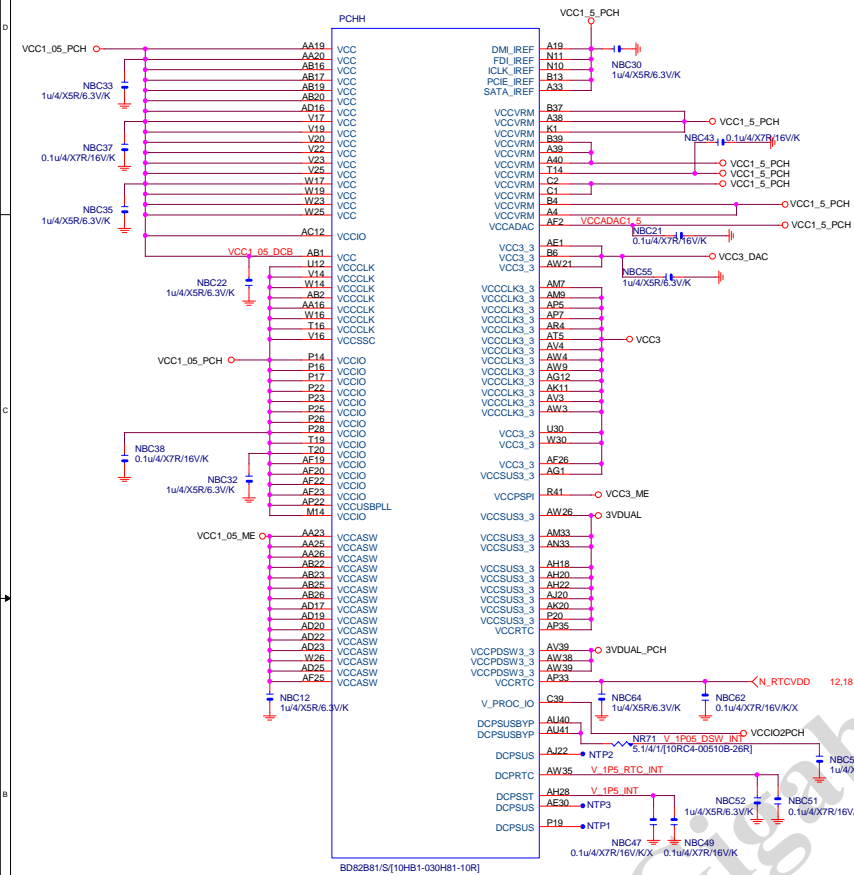 VCC1_5_PCH
PCHH
D
VCC1_05_PCH
AA19 VCC
AA20 VCC
AB16 VCC
AB17 VCC
AB19 VCC
AB20 VCC
AD16 VCC
V17 VCC
V19 VCC
V20 VCC
V22 VCC
V23 VCC
V25 VCC
W17 VCC
W19 VCC
W23 VCC
W25 VCC
AC12 VCCIO
VCC1_05_DCB AB1 VCC
U12 VCCCLK
V14 VCCCLK
W14 VCCCLK
AB2 VCCCLK
AA16 VCCCLK
W16 VCCCLK
T16 VCCCLK
V16 VCCSSC
NBC33
1u/4/X5R/6.3V/K
NBC37
0.1u/4/X7R/16V/K
NBC35
1u/4/X5R/6.3V/K
NBC22
1u/4/X5R/6.3V/K
C
VCC1_05_PCH
P14 VCCIO
P16 VCCIO
P17 VCCIO
P22 VCCIO
P23 VCCIO
P25 VCCIO
P26 VCCIO
P28 VCCIO
T19 VCCIO
T20 VCCIO
AF19 VCCIO
AF20 VCCIO
AF22 VCCIO
AF23 VCCIO
AP22 VCCUSBPLL
M14 VCCIO
NBC38
0.1u/4/X7R/16V/K
NBC32
1u/4/X5R/6.3V/K
VCC1_05_ME
AA23 VCCASW
AA25 VCCASW
AA26 VCCASW
AB22 VCCASW
AB23 VCCASW
AB25 VCCASW
AB26 VCCASW
AD17 VCCASW
AD19 VCCASW
AD20 VCCASW
AD22 VCCASW
AD23 VCCASW
W26 VCCASW
AD25 VCCASW
AF25 VCCASW
NBC12
1u/4/X5R/6.3V/K
B
DMI_IREF A19
FDI_IREF N11
ICLK_IREF N10
PCIE_IREF B13
SATA_IREF A33
NBC30
1u/4/X5R/6.3V/K
VCCVRM B37
VCCVRM A38 VCC1_5_PCH
VCCVRM K1
VCCVRM B39 NBC43 0.1u/4/X7R/16V/K
VCCVRM A39
VCCVRM A40 VCC1_5_PCH
VCCVRM T14 VCC1_5_PCH
VCCVRM C2 VCC1_5_PCH
VCCVRM C1
VCCVRM B4 VCC1_5_PCH
VCCVRM A4
VCCADAC AF2 VCCADAC1_5 VCC1_5_PCH
NBC21
0.1u/4/X7R/16V/K
VCC3_3 AE1
VCC3_3 B6 VCC3_DAC
VCC3_3 AW21
NBC55
1u/4/X5R/6.3V/K
VCCCLK3_3 AM7
VCCCLK3_3 AM9
VCCCLK3_3 AP5
VCCCLK3_3 AP7
VCCCLK3_3 AR4
VCCCLK3_3 AT5 VCC3
VCCCLK3_3 AV4
VCCCLK3_3 AW4
VCCCLK3_3 AW9
VCCCLK3_3 AG12
VCCCLK3_3 AK11
VCCCLK3_3 AV3
VCCCLK3_3 AW3
VCC3_3 U30
VCC3_3 W30
VCC3_3 AF26
VCCSUS3_3 AG1
VCCPSPI R41 VCC3_ME
VCCSUS3_3 AW26 3VDUAL
VCCSUS3_3 AM33
VCCSUS3_3 AN33
VCCSUS3_3 AH18
VCCSUS3_3 AH20
VCCSUS3_3 AH22
VCCSUS3_3 AJ20
VCCSUS3_3 AK20
VCCSUS3_3 P20
VCCRTC AP35
VCCPDSW3_3 AV39 3VDUAL_PCH
VCCPDSW3_3 AW38
VCCPDSW3_3 AW39
VCCRTC AP33 N_RTCVDD 12,18
V_PROC_IO C39
NBC64
1u/4/X5R/6.3V/K
NBC62
0.1u/4/X7R/16V/K/X
DCPSUSBYP AU40
DCPSUSBYP AU41
VCCIO2PCH
NR71 V_1P05_DSW_INT
5.1/4/1/[10RC4-00510B-26R]
DCPSUS AJ22 NTP2
DCPRTC AW35 V_1P5_RTC_INT
DCPSST AH28 V_1P5_INT
DCPSUS AE30 NTP3
DCPSUS P19 NTP1
NBC52
1u/4/X5R/6.3V/K
NBC51
0.1u/4/X7R/16V
NBC47
0.1u/4/X7R/16V/K/X
NBC49
0.1u/4/X7R/16V/K
BD82B81/S/[10HB1-030H81-10R]